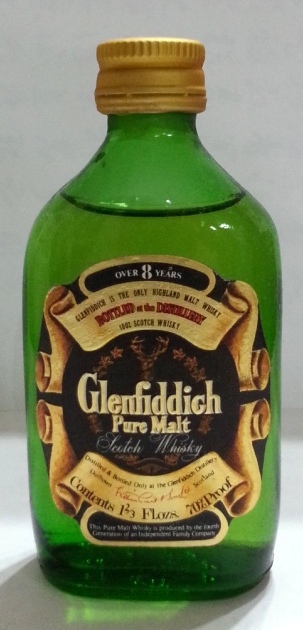 OVER 8 YEARS
GLENFIDDICH IS THE ONLY HIGHLAND MALT WHISKY
BOTTLED at the DISTILLERY
100% SCOTCH WHISKY
Glenfiddich
Pure Malt
Scotch Whisky
Distilled & Bottled Only at the Glenfiddich Distillery,
Dufftown Scotland
Contents 1⅔ Fl.ozs. 70%Proof
This Pure Malt Whisky is produced by the fourth
Generation of an Independent Family Company